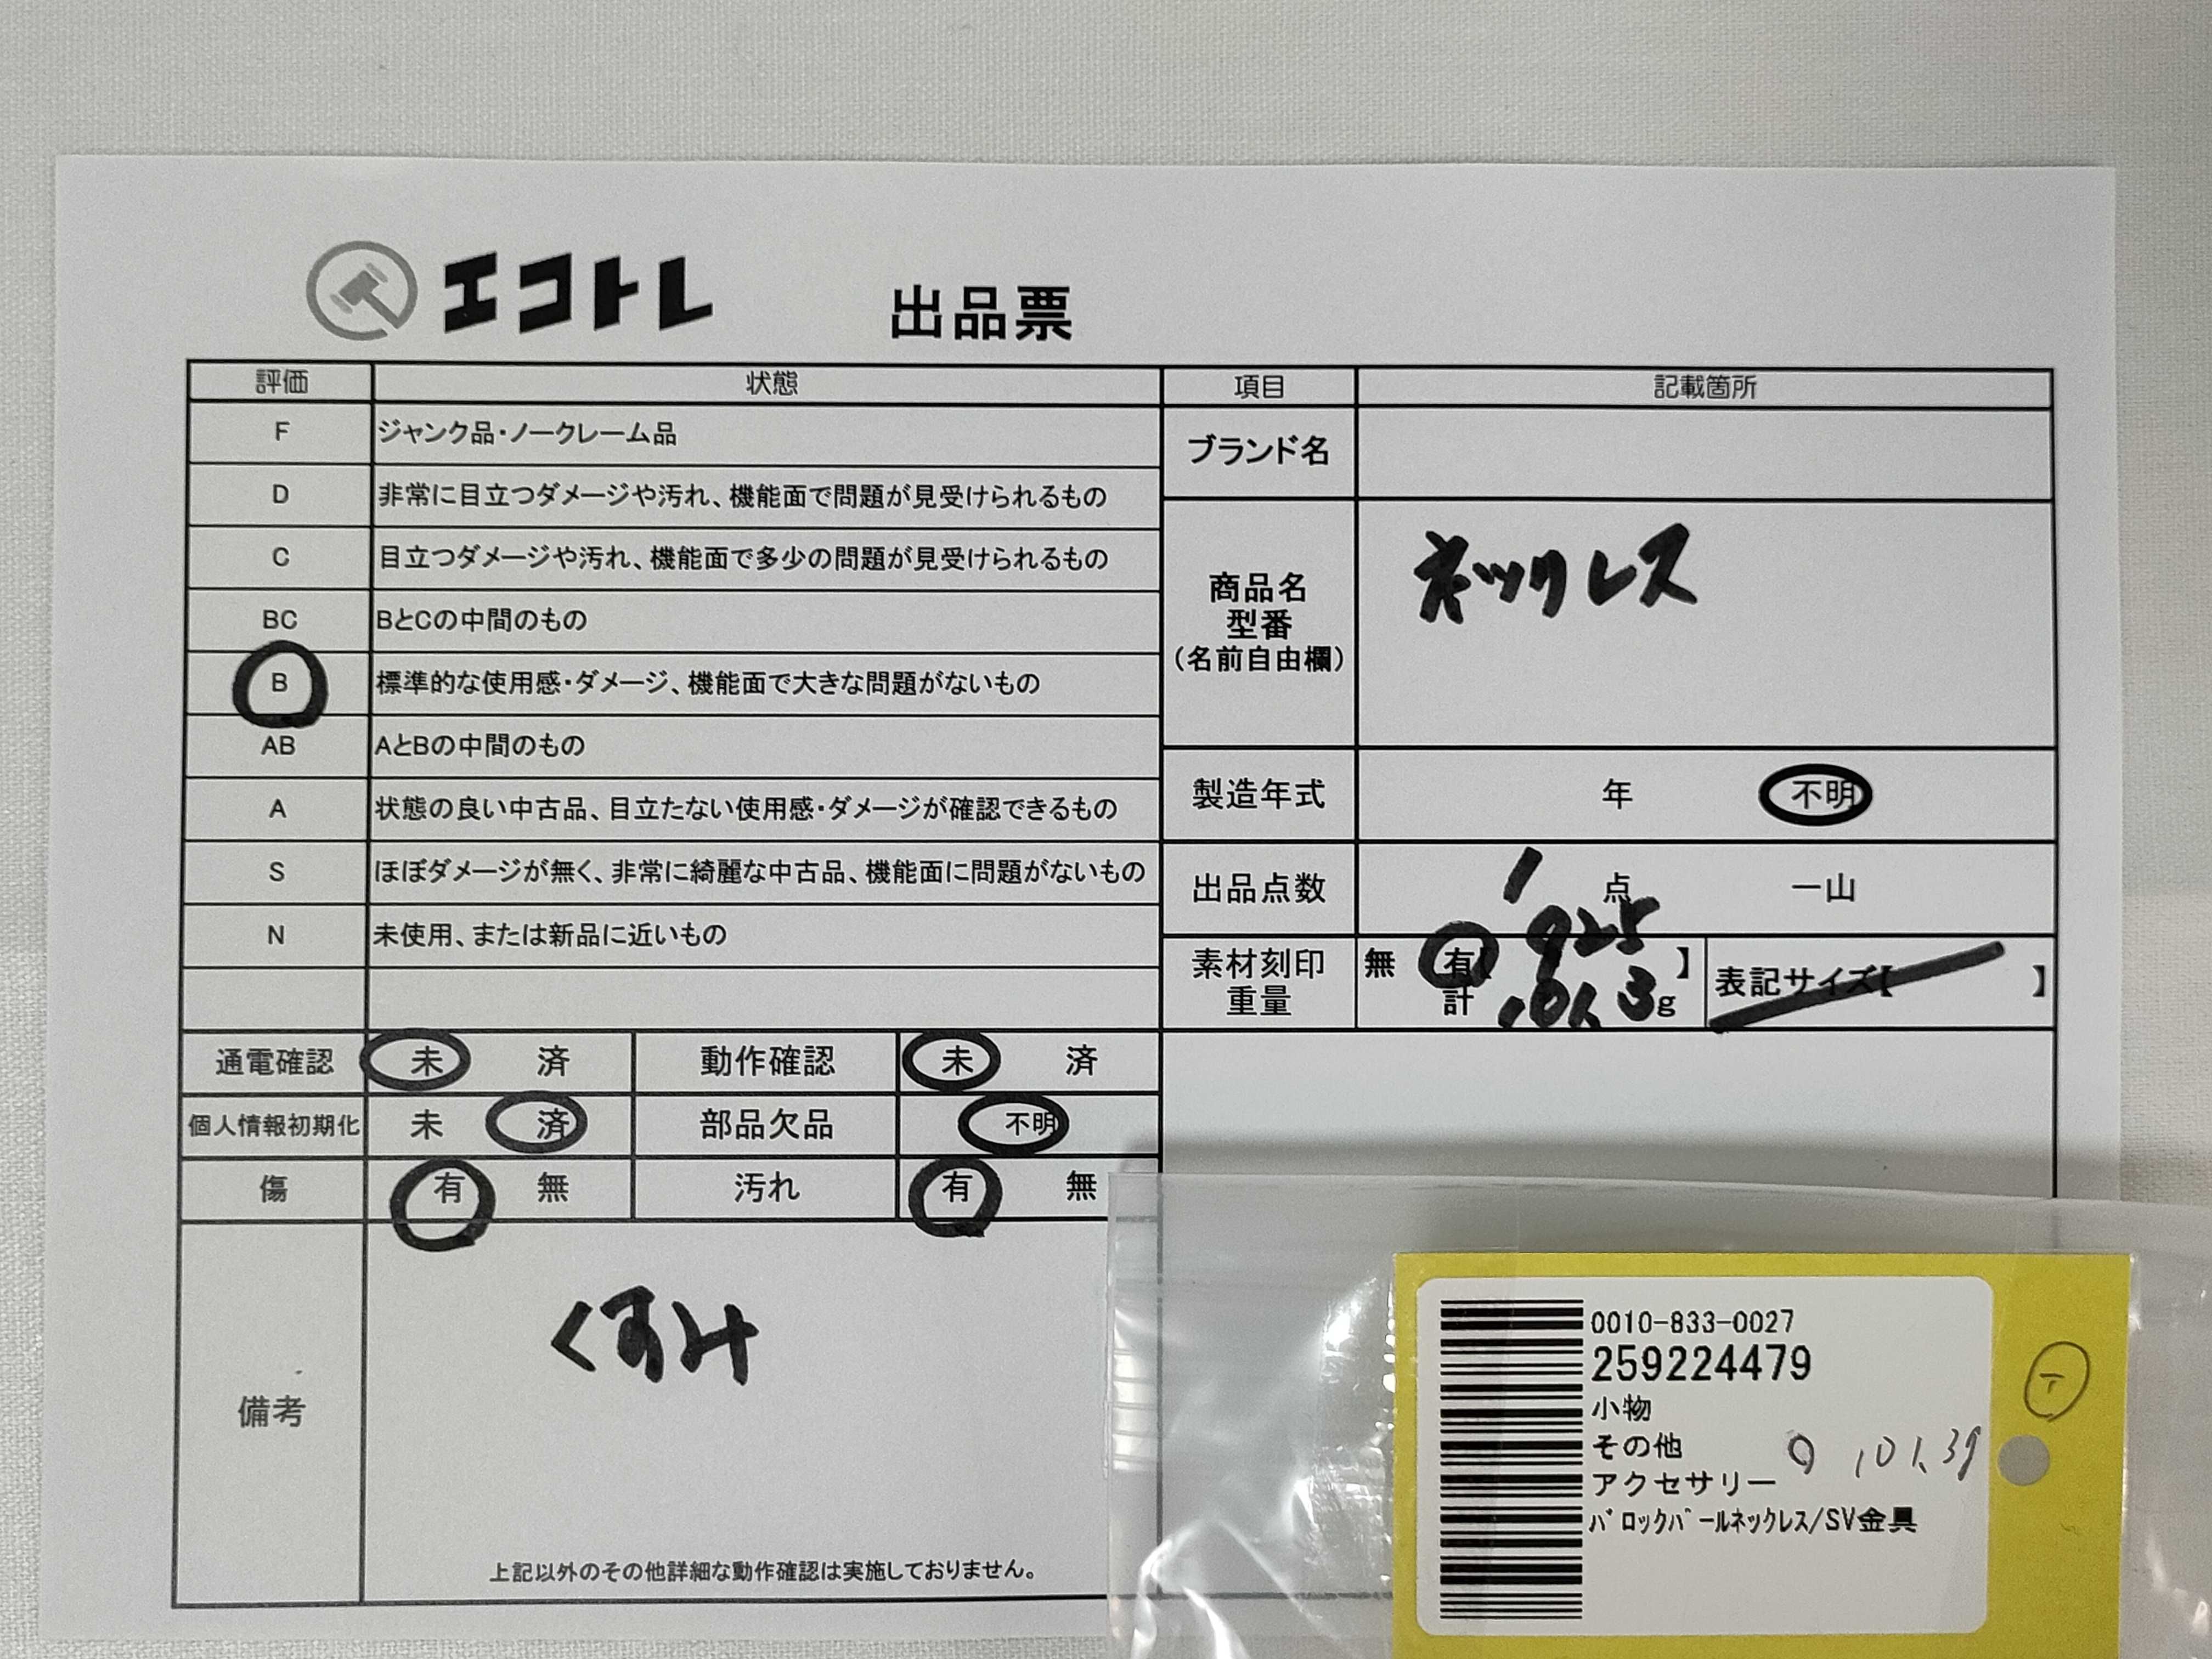 エコトレ 出品票
評価 状態
F ジャンク品・ノークレーム品
D 非常に目立つダメージや汚れ、機能面で問題が見受けられるもの
C 目立つダメージや汚れ、機能面で多少の問題が見受けられるもの
BC BとCの中間のもの
B 標準的な使用感・ダメージ、機能面で大きな問題がないもの
AB AとBの中間のもの
A 状態の良い中古品、目立たない使用感・ダメージが確認できるもの
S ほぼダメージが無く、非常に綺麗な中古品、機能面に問題がないもの
N 未使用、または新品に近いもの
項目 記載箇所
ブランド名
商品名
型番
(名前自由欄)
ネックレス
製造年式 年 不明
出品点数 1 点 一山
素材刻印 無 有【 925 】
重量 計 101.3g
表記サイズ【 】
通電確認 未 済 動作確認 未 済
個人情報初期化 未 済 部品欠品 不明
傷 有 無 汚れ 有 無
備考
くすみ
上記以外のその他詳細な動作確認は実施しておりません。
0010-833-0027
259224479
小物
その他
アクセサリー
101.3g
バロックパールネックレス/SV金具
T